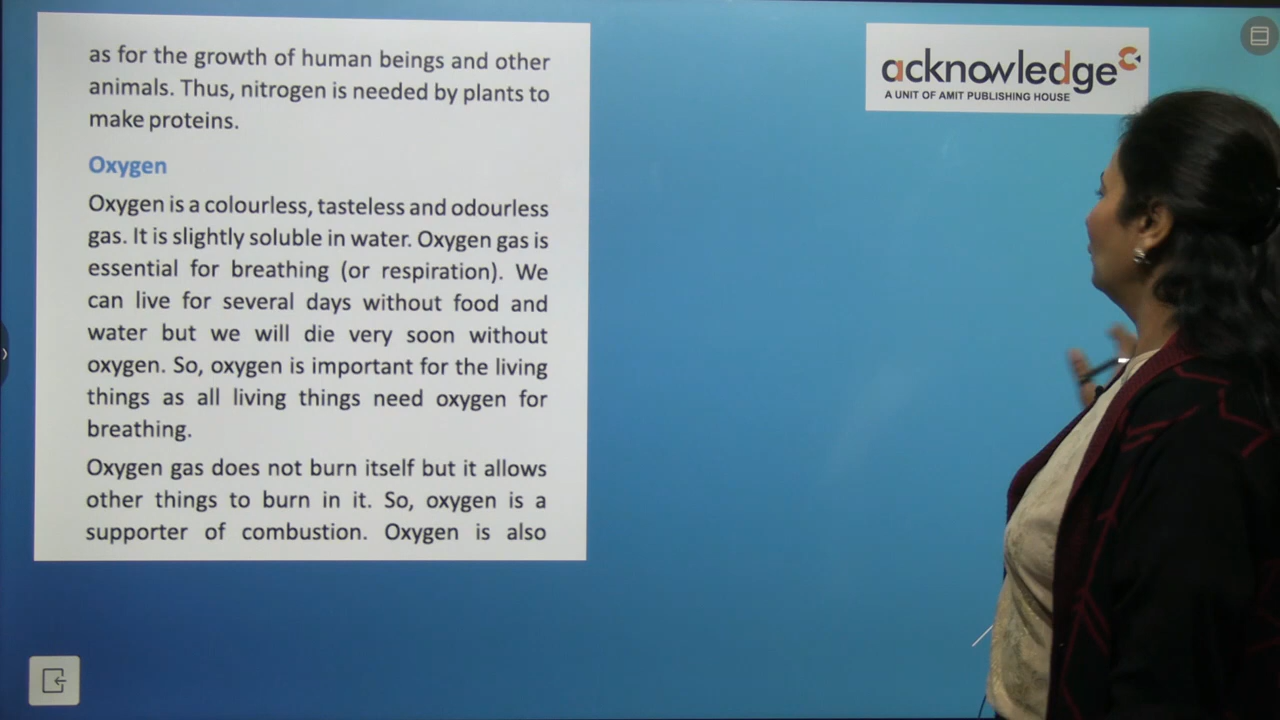 as for the growth of human beings and other
animals. Thus, nitrogen is needed by plants to
make proteins.
Oxygen
Oxygen is a colourless, tasteless and odourless
gas. It is slightly soluble in water. Oxygen gas is
essential for breathing (or respiration). We
can live for several days without food and
water but we will die very soon without
oxygen. So, oxygen is important for the living
things as all living things need oxygen for
breathing.
Oxygen gas does not burn itself but it allows
other things to burn in it. So, oxygen is a
supporter of combustion. Oxygen is also
acknowledge
A UNIT OF AMIT PUBLISHING HOUSE